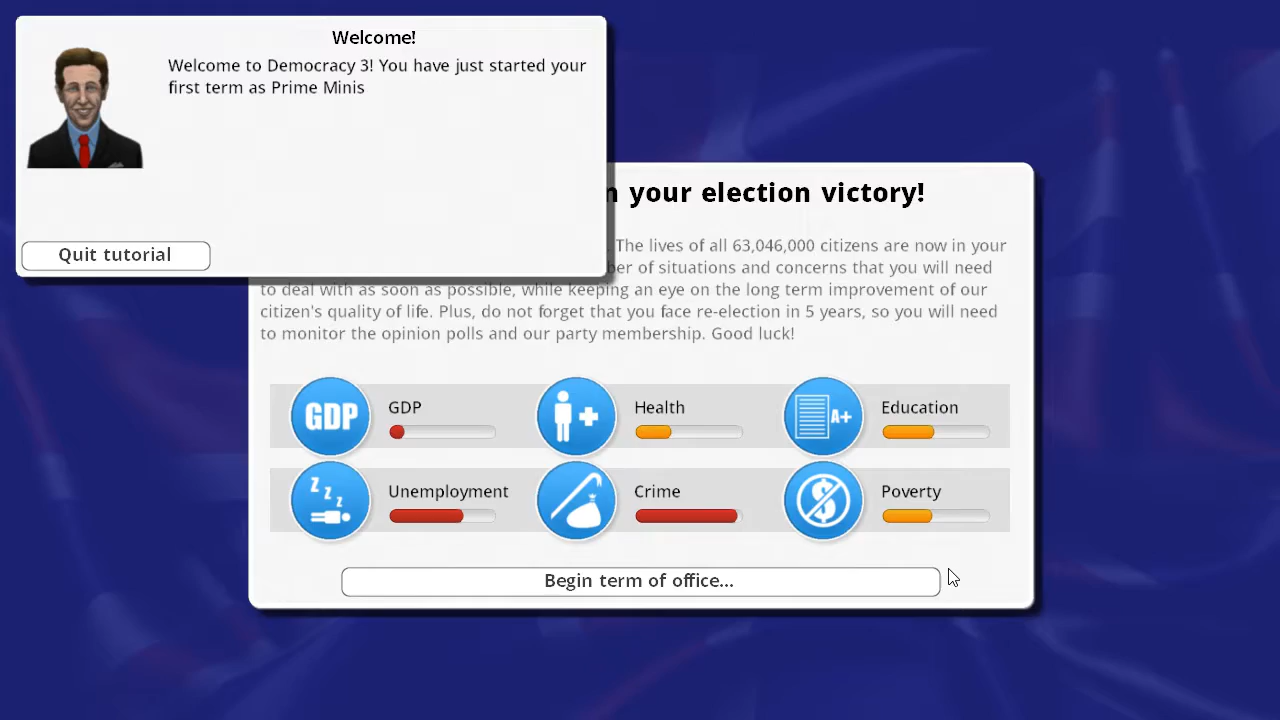 Welcome!
Welcome to Democracy 3! You have just started your
first term as Prime Minis
Quit tutorial
your election victory!
The lives of all 63,046,000 citizens are now in your
of situations and concerns that you will need
to deal with as soon as possible, while keeping an eye on the long term improvement of our
citizen's quality of life. Plus, do not forget that you face re-election in 5 years, so you will need
to monitor the opinion polls and our party membership. Good luck!
GDP
GDP
Health
A+
Education
Z Z Z
Unemployment
Crime
$
Poverty
Begin term of office...